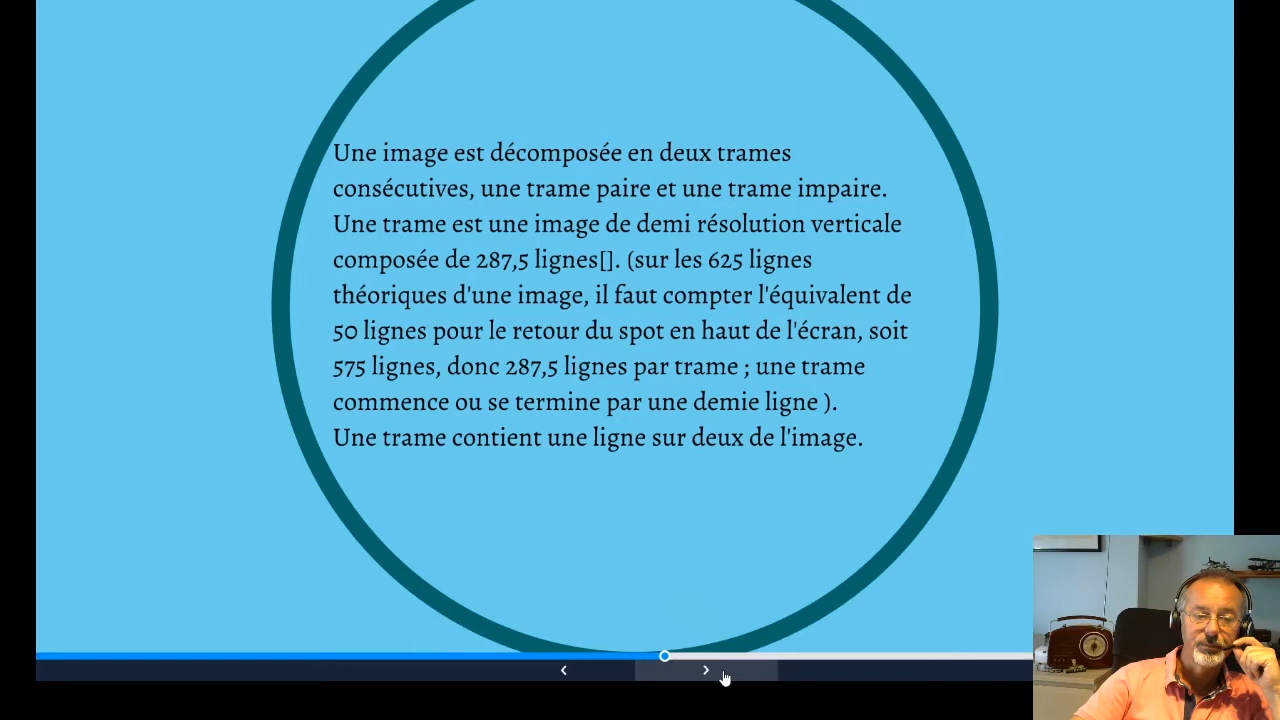 Une image est décomposée en deux trames
consécutives, une trame paire et une trame impaire.
Une trame est une image de demi résolution verticale
composée de 287,5 lignes[]. (sur les 625 lignes
théoriques d'une image, il faut compter l'équivalent de
50 lignes pour le retour du spot en haut de l'écran, soit
575 lignes, donc 287,5 lignes par trame ; une trame
commence ou se termine par une demie ligne ).
Une trame contient une ligne sur deux de l'image.